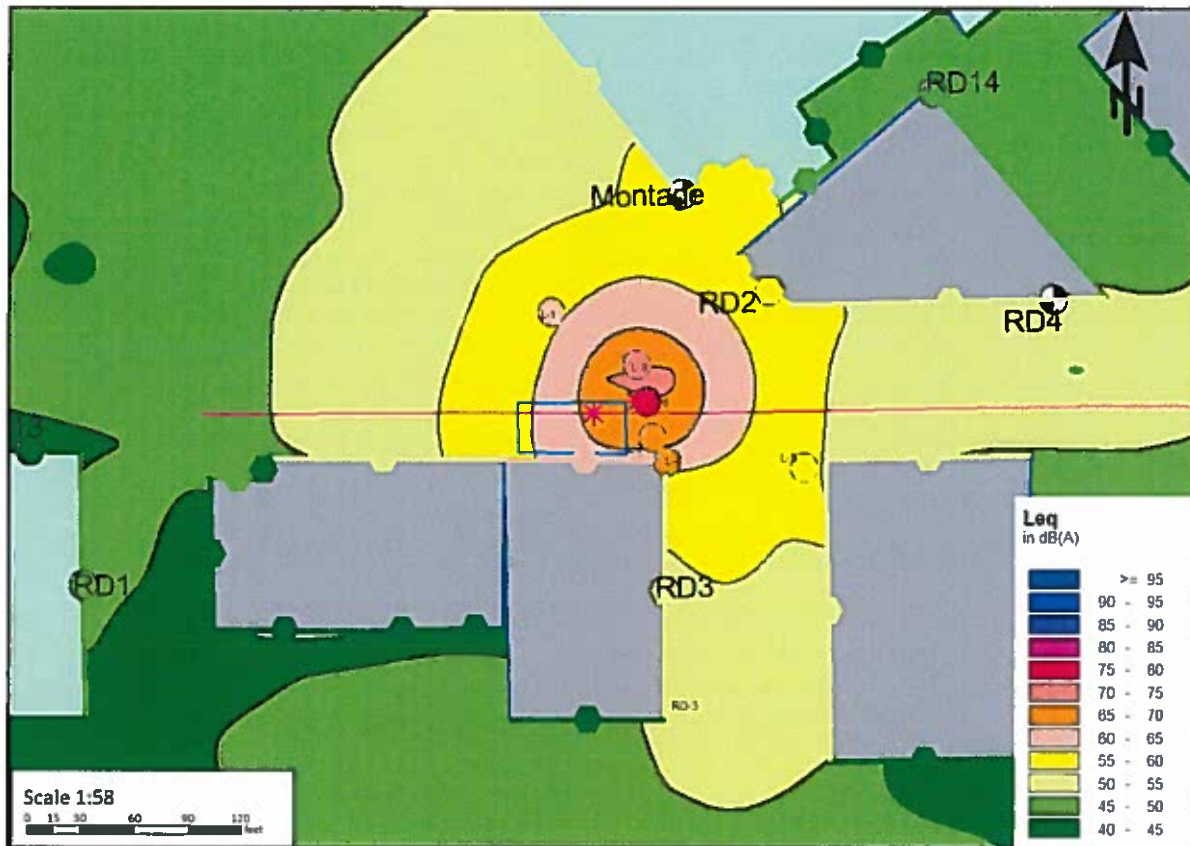 RD14
N
Montage
RD2
RD4
L-1
13
RD1
RD3
RD-3
Leq
in dB(A)
>= 95
90 - 95
85 - 90
80 - 85
75 - 80
70 - 75
65 - 70
60 - 65
55 - 60
50 - 55
45 - 50
40 - 45
Scale 1:58
0 15 30 60 90 120
feet